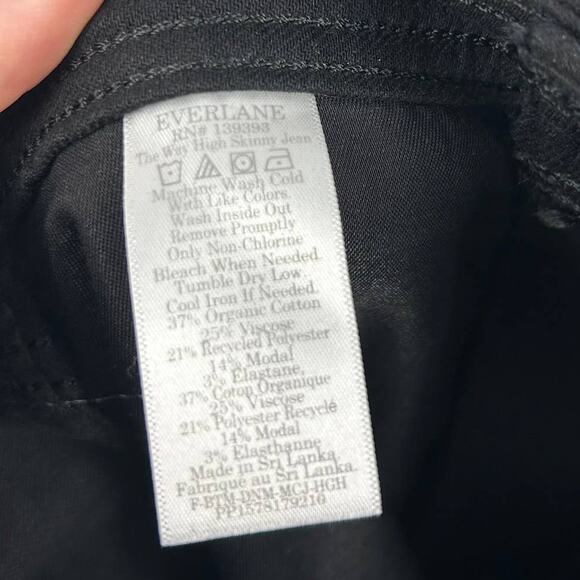 EVERLANE
RN# 139393
The Way High Skinny Jean
Machine Wash Cold
With Like Colors.
Wash Inside Out
Remove Promptly
Only Non-Chlorine
Bleach When Needed.
Tumble Dry Low.
Cool Iron If Needed.
37% Organic Cotton
25% Viscose
21% Recycled Polyester
14% Modal
3% Elastane
37% Coton Organique
25% Viscose
21% Polyester Recyclé
14% Modal
3% Elasthanne
Made in Sri Lanka.
Fabrique au Sri Lanka.
F-BTM-DNM-MCJ-HGH
PP1578179210